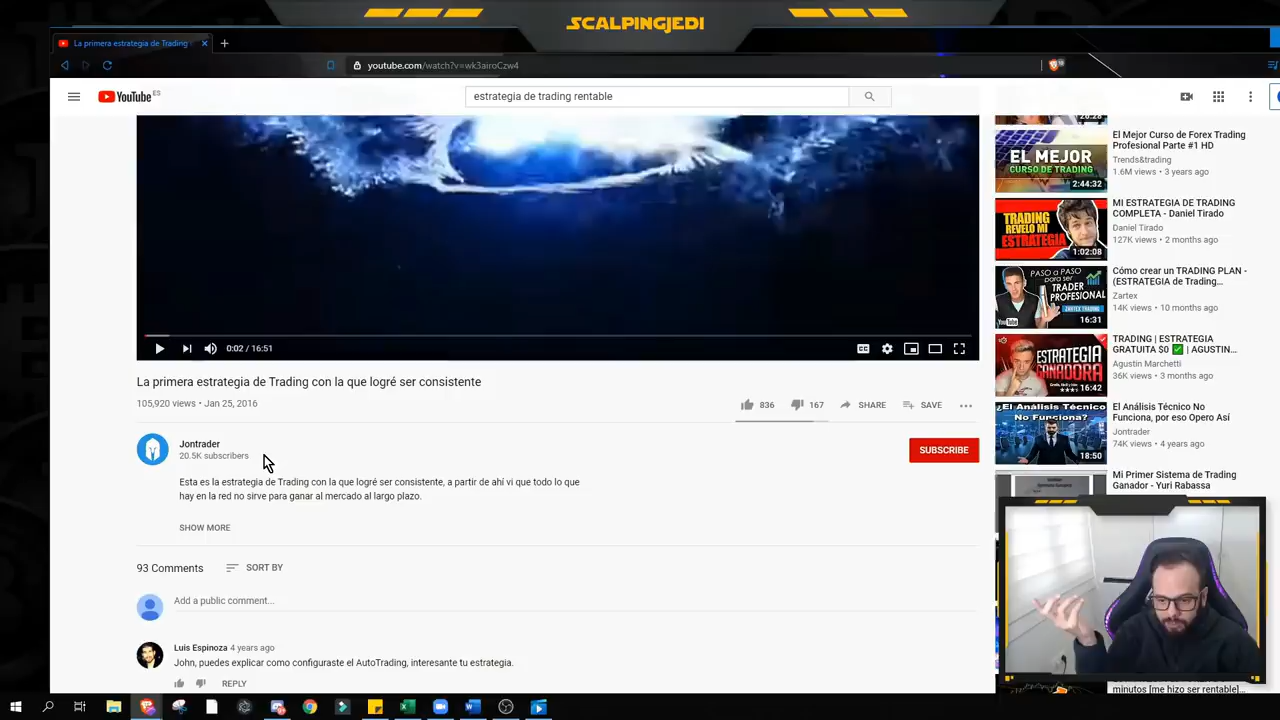 SCALPINGJEDI
La primera estrategia de Trading
youtube.com/watch?v=wk3airoCzw4
YouTube ES
estrategia de trading rentable
0:02 / 16:51
La primera estrategia de Trading con la que logré ser consistente
105,920 views • Jan 25, 2016
836
167
SHARE
SAVE
Jontrader
20.5K subscribers
SUBSCRIBE
Esta es la estrategia de Trading con la que logré ser consistente, a partir de ahí vi que todo lo que
hay en la red no sirve para ganar al mercado al largo plazo.
SHOW MORE
93 Comments
SORT BY
Add a public comment...
Luis Espinoza 4 years ago
John, puedes explicar como configuraste el AutoTrading, interesante tu estrategia.
REPLY
20:28
EL MEJOR
CURSO DE TRADING
2:44:32
El Mejor Curso de Forex Trading
Profesional Parte #1 HD
Trends&trading
1.6M views • 3 years ago
TRADING
REVELO MI
ESTRATEGIA
1:02:08
MI ESTRATEGIA DE TRADING
COMPLETA - Daniel Tirado
Daniel Tirado
127K views • 2 months ago
PASO A PASO
para ser
TRADER
PROFESIONAL
ZARTEX TRADING
YouTube
16:31
Cómo crear un TRADING PLAN -
(ESTRATEGIA de Trading...
Zartex
14K views • 10 months ago
ESTRATEGIA
GANADORA
16:42
TRADING | ESTRATEGIA
GRATUITA $0 ✅ | AGUSTIN...
Agustin Marchetti
36K views • 3 months ago
¿El Análisis Técnico
No Funciona?
18:50
El Análisis Técnico No
Funciona, por eso Opero Así
Jontrader
74K views • 4 years ago
Mi Primer Sistema de Trading
Ganador - Yuri Rabassa
minutos [me hizo ser rentable]...